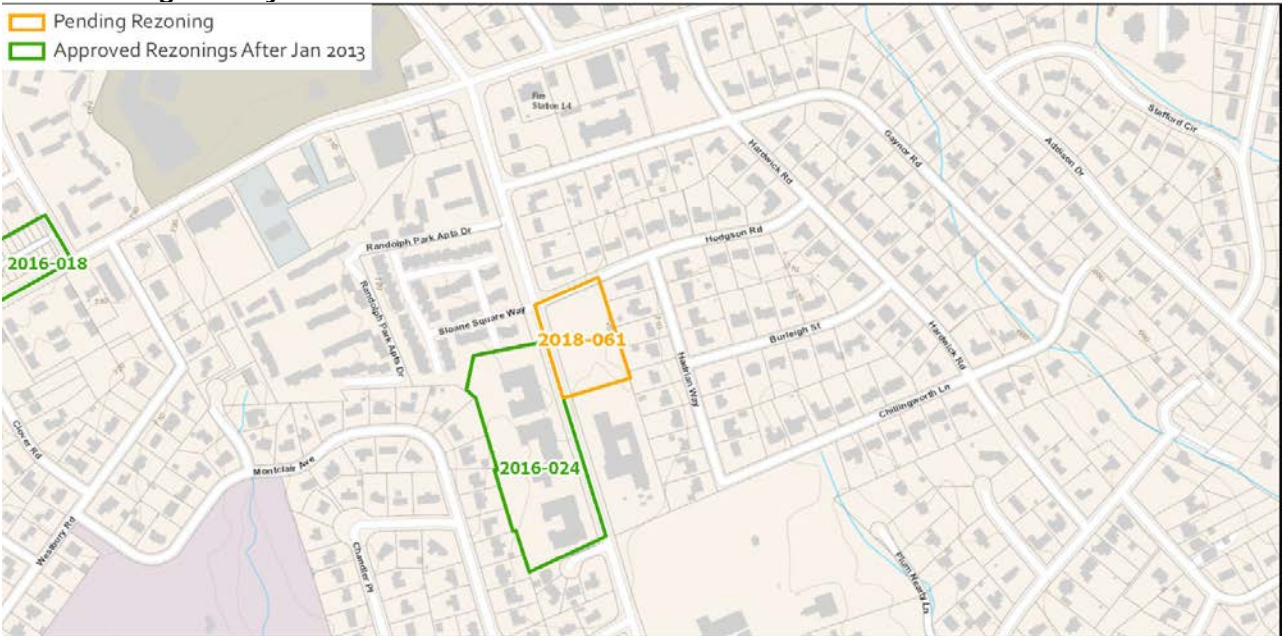 Pending Rezoning
Approved Rezonings After Jan 2013
Fire
Station 14
Stafford Cir
Gaynor Rd
Addison Dr
Hardwick Rd
Randolph Park Apts Dr
Hodgson Rd
2016-018
Randolph Park Apts Dr
Sloane Square Way
2018-061
Burleigh St
Hadrian Way
Hardwick Rd
Chillingworth Ln
Clover Rd
Montclair Ave
2016-024
Westbury Rd
Chandler Pl
Plum Nearly Ln